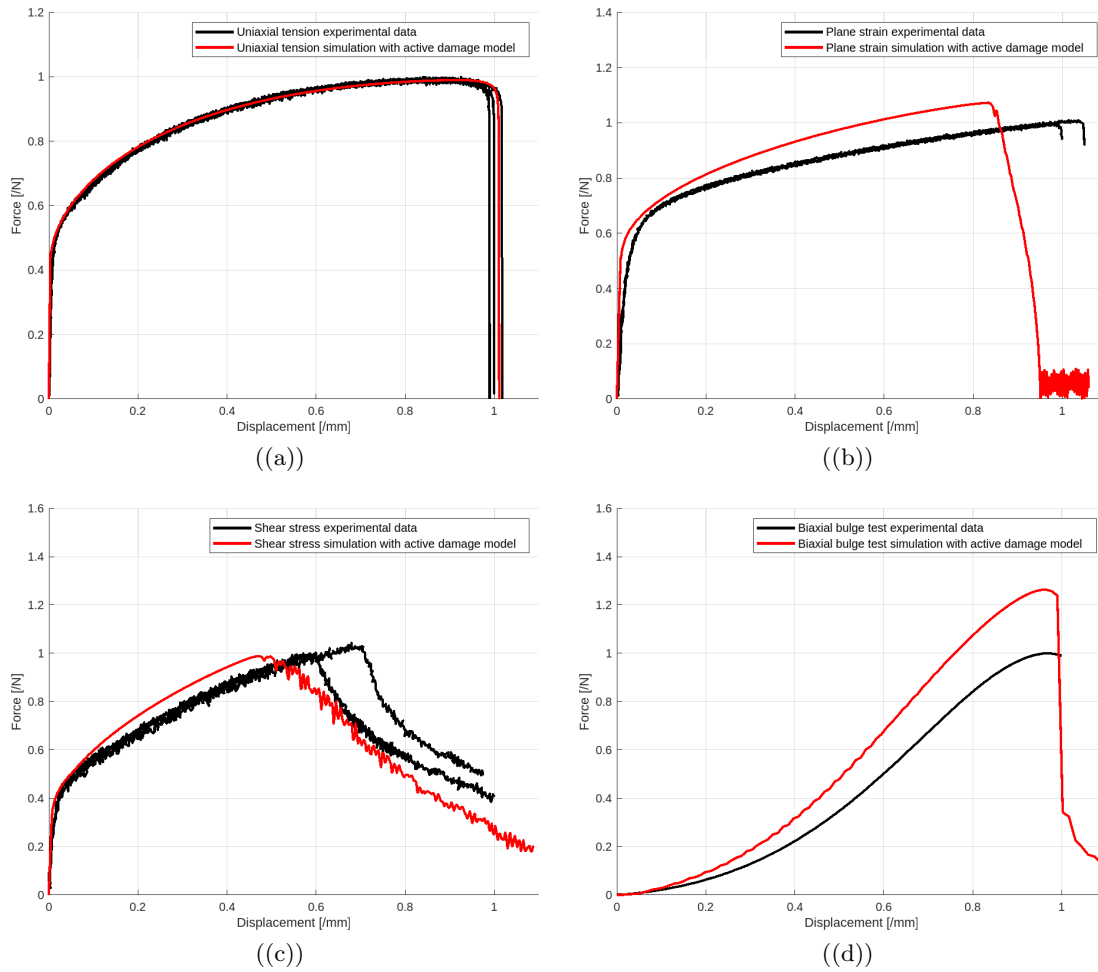 Uniaxial tension experimental data
Uniaxial tension simulation with active damage model
Force [/N]
1.2
1
0.8
0.6
0.4
0.2
0
0 0.2 0.4 0.6 0.8 1
Displacement [/mm]
((a))
Plane strain experimental data
Plane strain simulation with active damage model
Force [/N]
1.4
1.2
1
0.8
0.6
0.4
0.2
0
0 0.2 0.4 0.6 0.8 1
Displacement [/mm]
((b))
Shear stress experimental data
Shear stress simulation with active damage model
Force [/N]
1.6
1.4
1.2
1
0.8
0.6
0.4
0.2
0
0 0.2 0.4 0.6 0.8 1
Displacement [/mm]
((c))
Biaxial bulge test experimental data
Biaxial bulge test simulation with active damage model
Force [/N]
1.6
1.4
1.2
1
0.8
0.6
0.4
0.2
0
0 0.2 0.4 0.6 0.8 1
Displacement [/mm]
((d))